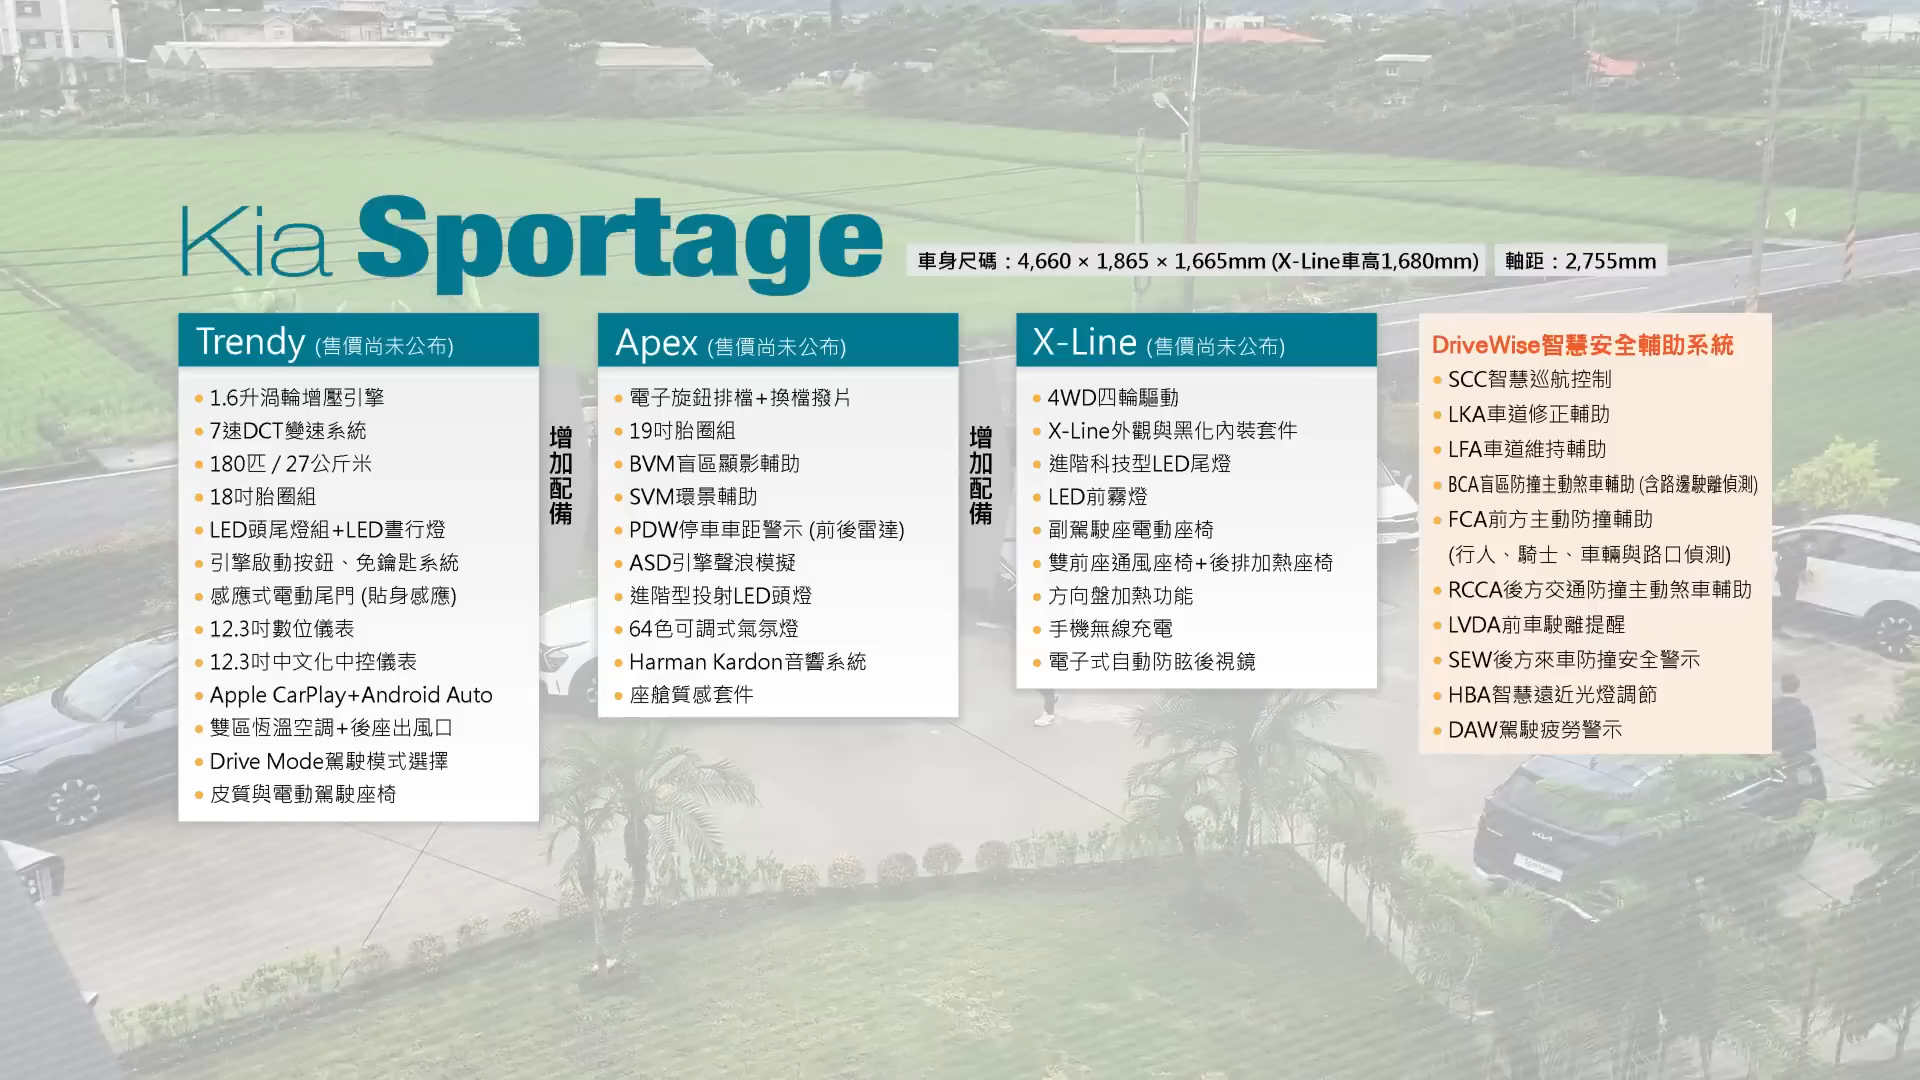 Kia Sportage
車身尺碼：4,660 × 1,865 × 1,665mm (X-Line車高1,680mm)
軸距：2,755mm
Trendy (售價尚未公布)
1.6升渦輪增壓引擎
7速DCT變速系統
180匹 / 27公斤米
18吋胎圈組
LED頭尾燈組+LED晝行燈
引擎啟動按鈕、免鑰匙系統
感應式電動尾門 (貼身感應)
12.3吋數位儀表
12.3吋中文化中控儀表
Apple CarPlay+Android Auto
雙區恆溫空調+後座出風口
Drive Mode駕駛模式選擇
皮質與電動駕駛座椅
增加配備
Apex (售價尚未公布)
電子旋鈕排檔+換檔撥片
19吋胎圈組
BVM盲區顯影輔助
SVM環景輔助
PDW停車車距警示 (前後雷達)
ASD引擎聲浪模擬
進階型投射LED頭燈
64色可調式氣氛燈
Harman Kardon音響系統
座艙質感套件
增加配備
X-Line (售價尚未公布)
4WD四輪驅動
X-Line外觀與黑化內裝套件
進階科技型LED尾燈
LED前霧燈
副駕駛座電動座椅
雙前座通風座椅+後排加熱座椅
方向盤加熱功能
手機無線充電
電子式自動防眩後視鏡
DriveWise智慧安全輔助系統
SCC智慧巡航控制
LKA車道修正輔助
LFA車道維持輔助
BCA盲區防撞主動煞車輔助 (含路邊駛離偵測)
FCA前方主動防撞輔助
(行人、騎士、車輛與路口偵測)
RCCA後方交通防撞主動煞車輔助
LVDA前車駛離提醒
SEW後方來車防撞安全警示
HBA智慧遠近光燈調節
DAW駕駛疲勞警示
KIA
Sportage